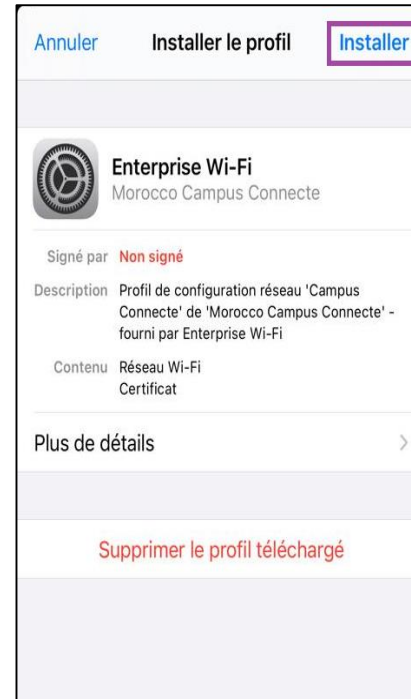 Annuler Installer le profil Installer
Enterprise Wi-Fi
Morocco Campus Connecte
Signé par Non signé
Description Profil de configuration réseau 'Campus
Connecte' de 'Morocco Campus Connecte' -
fourni par Enterprise Wi-Fi
Contenu Réseau Wi-Fi
Certificat
Plus de détails
Supprimer le profil téléchargé